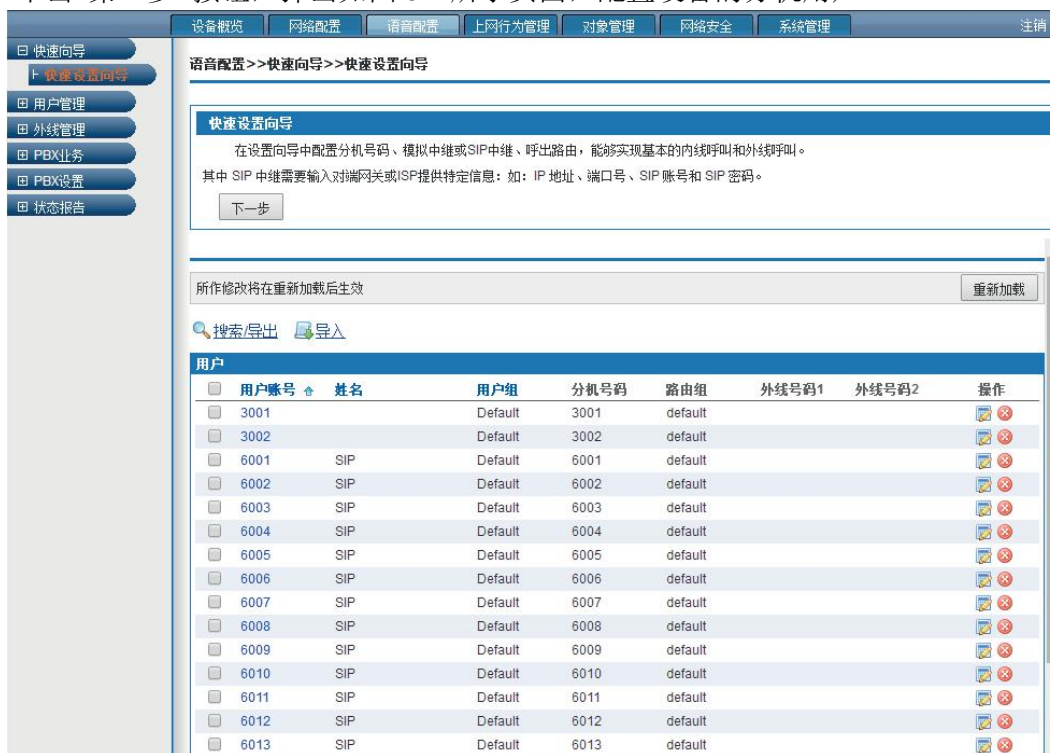 设备概览 网络配置 语音配置 上网行为管理 对象管理 网络安全 系统管理 注销
快速向导
快速设置向导
用户管理
外线管理
PBX业务
PBX设置
状态报告
语音配置>>快速向导>>快速设置向导
快速设置向导
在设置向导中配置分机号码、模拟中继或SIP中继、呼出路由，能够实现基本的内线呼叫和外线呼叫。
其中 SIP 中继需要输入对端网关或ISP提供特定信息：如：IP 地址、端口号、SIP 账号和 SIP 密码。
下一步
所作修改将在重新加载后生效 重新加载
搜索/导出 导入
用户
用户账号 姓名 用户组 分机号码 路由组 外线号码1 外线号码2 操作
3001 Default 3001 default
3002 Default 3002 default
6001 SIP Default 6001 default
6002 SIP Default 6002 default
6003 SIP Default 6003 default
6004 SIP Default 6004 default
6005 SIP Default 6005 default
6006 SIP Default 6006 default
6007 SIP Default 6007 default
6008 SIP Default 6008 default
6009 SIP Default 6009 default
6010 SIP Default 6010 default
6011 SIP Default 6011 default
6012 SIP Default 6012 default
6013 SIP Default 6013 default